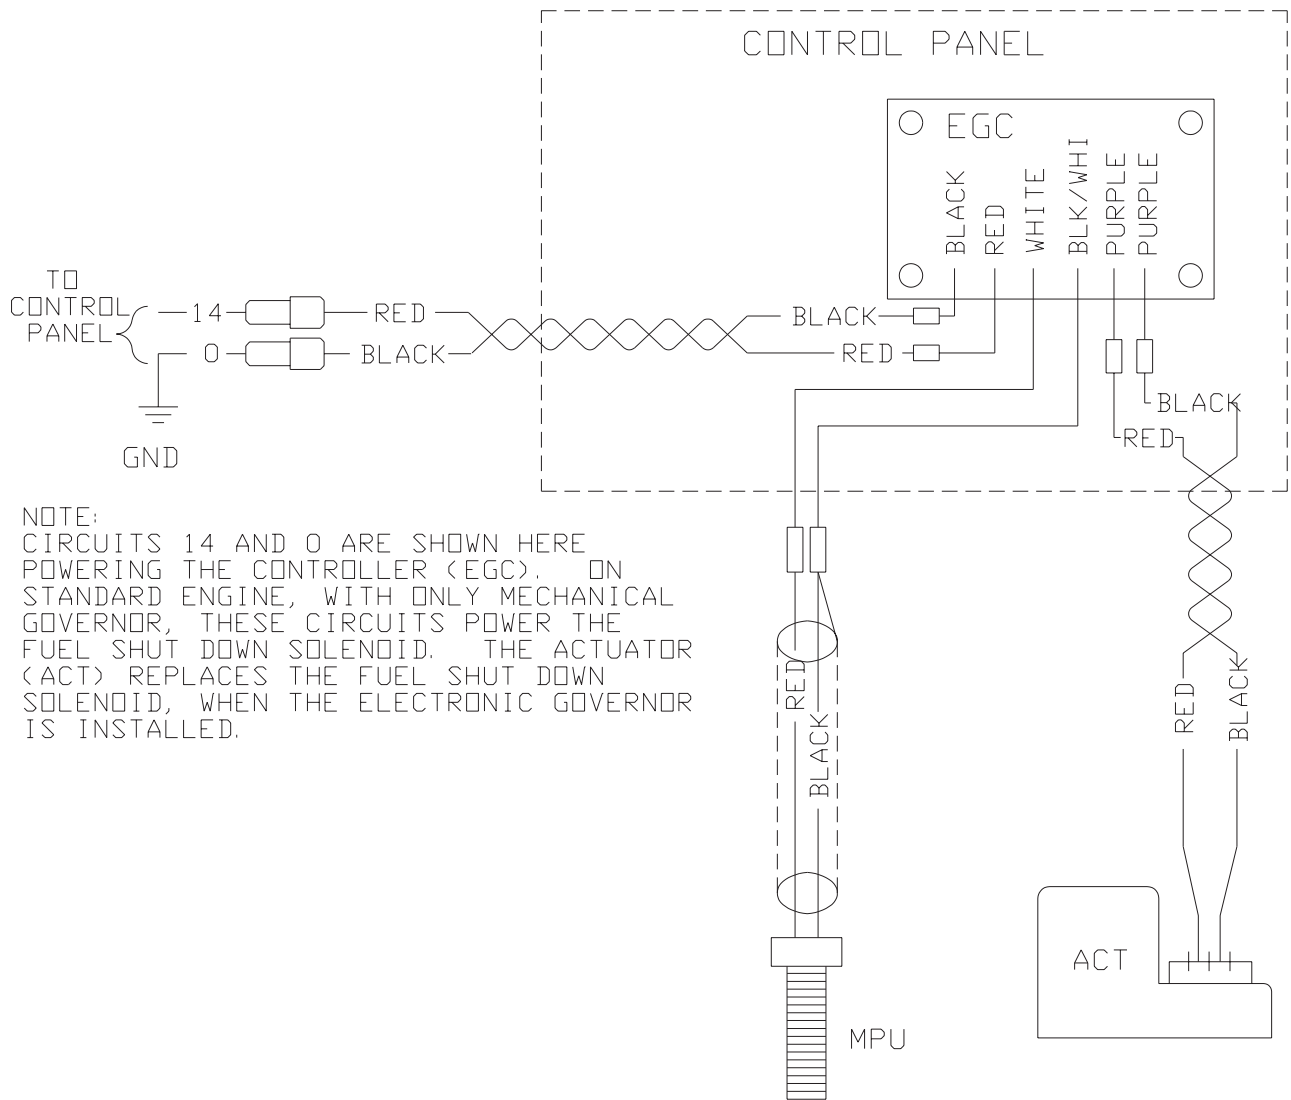 CONTROL PANEL
EGC
BLACK
RED
WHITE
BLK/WHI
PURPLE
PURPLE
TO
CONTROL
PANEL
14
RED
BLACK
0
BLACK
RED
GND
BLACK
RED
NOTE:
CIRCUITS 14 AND 0 ARE SHOWN HERE
POWERING THE CONTROLLER (EGC). ON
STANDARD ENGINE, WITH ONLY MECHANICAL
GOVERNOR, THESE CIRCUITS POWER THE
FUEL SHUT DOWN SOLENOID. THE ACTUATOR
(ACT) REPLACES THE FUEL SHUT DOWN
SOLENOID, WHEN THE ELECTRONIC GOVERNOR
IS INSTALLED.
RED
BLACK
RED
BLACK
ACT
MPU